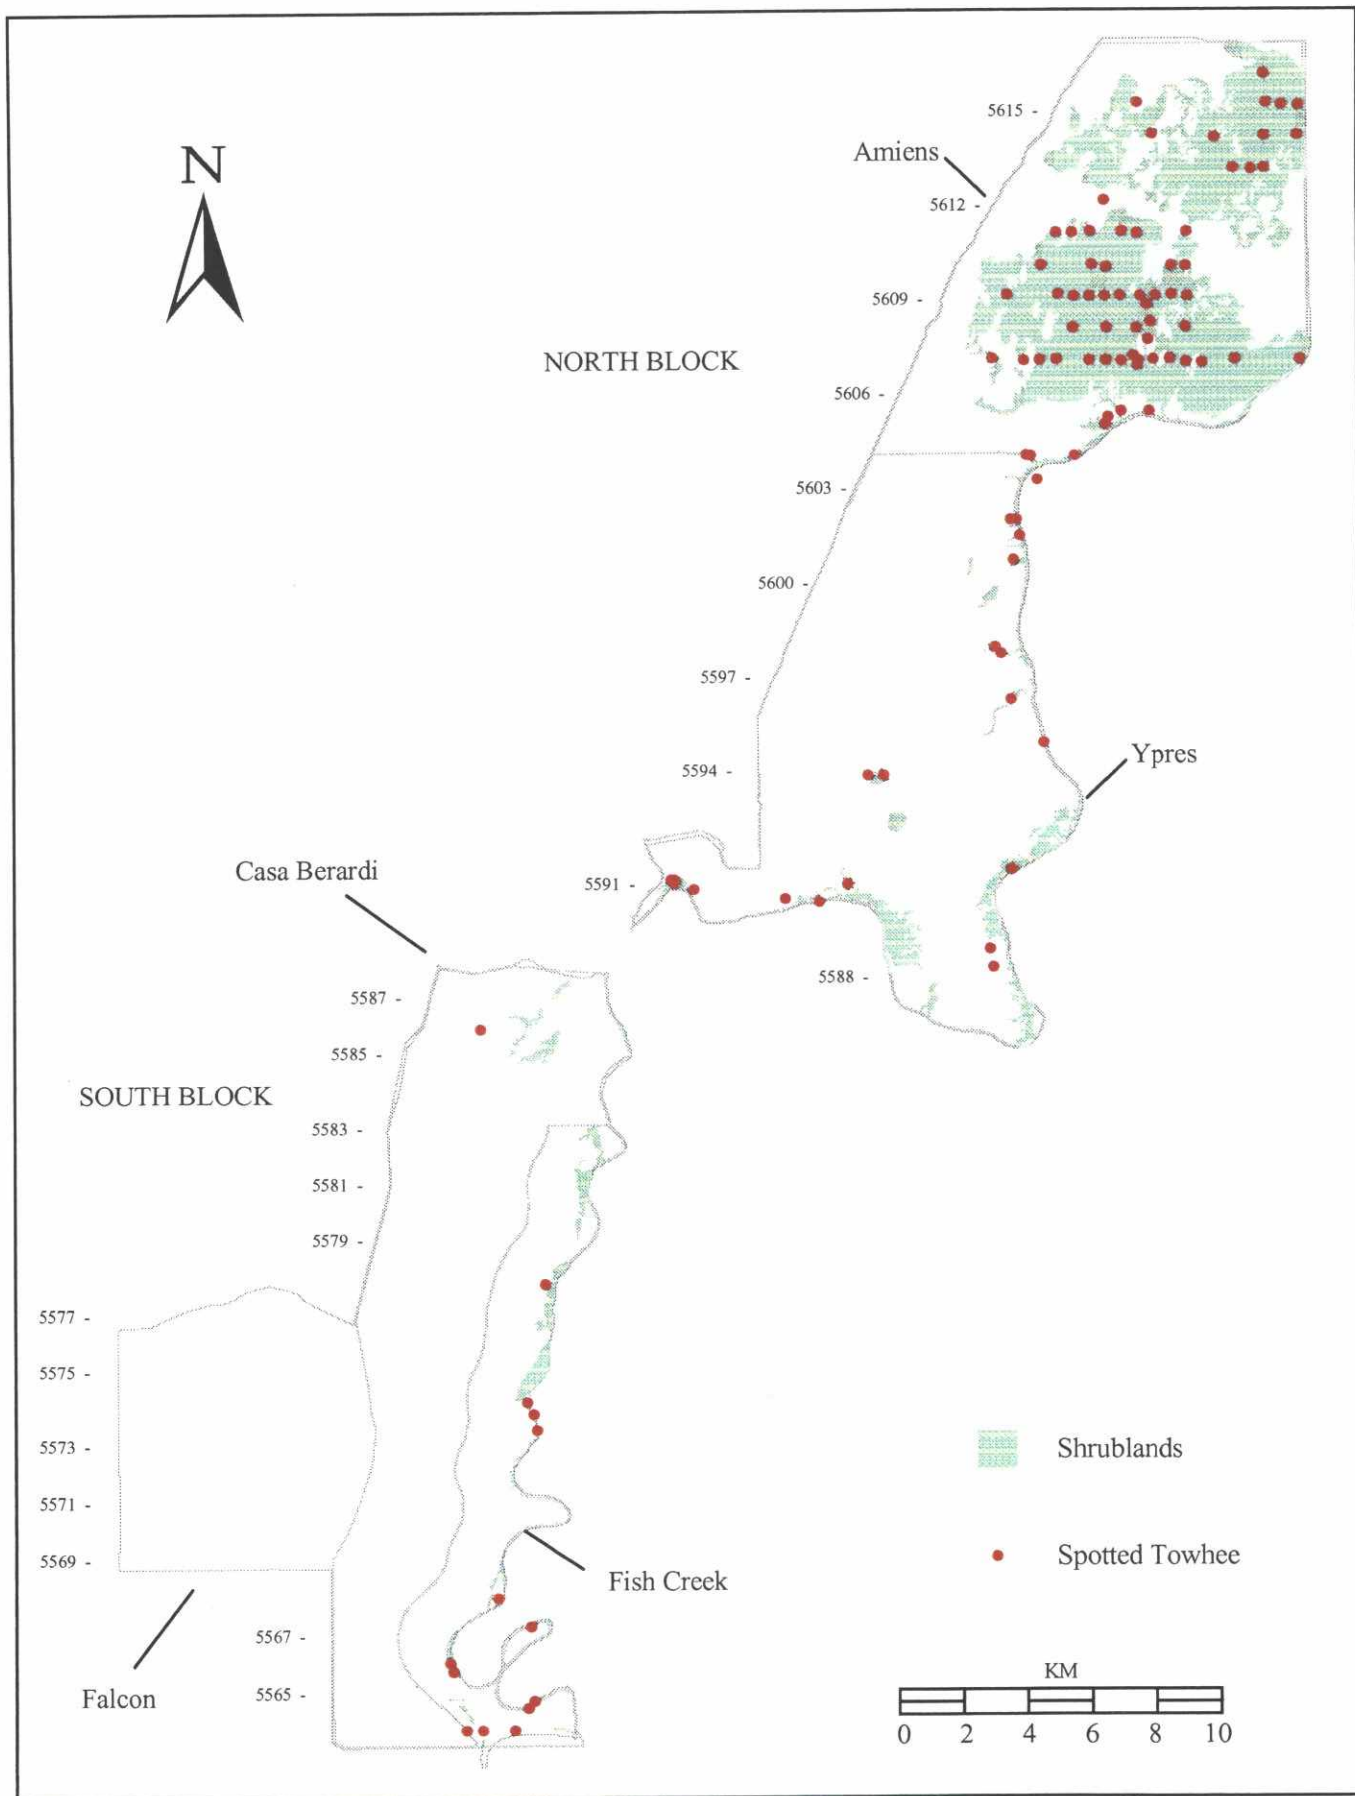 N
5615 -
Amiens
5612 -
5609 -
NORTH BLOCK
5606 -
5603 -
5600 -
5597 -
Ypres
5594 -
Casa Berardi
5591 -
5588 -
5587 -
5585 -
SOUTH BLOCK
5583 -
5581 -
5579 -
5577 -
5575 -
5573 -
Shrublands
5571 -
5569 -
Spotted Towhee
Fish Creek
5567 -
5565 -
Falcon
KM
0 2 4 6 8 10